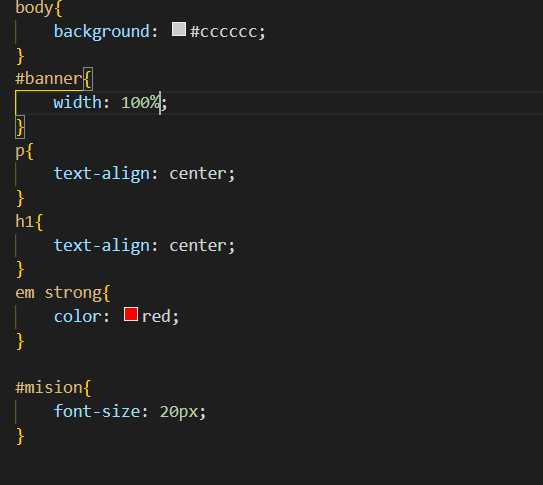 body{
    background: #cccccc;
}
#banner{
    width: 100%;
}
p{
    text-align: center;
}
h1{
    text-align: center;
}
em strong{
    color: red;
}

#mision{
    font-size: 20px;
}